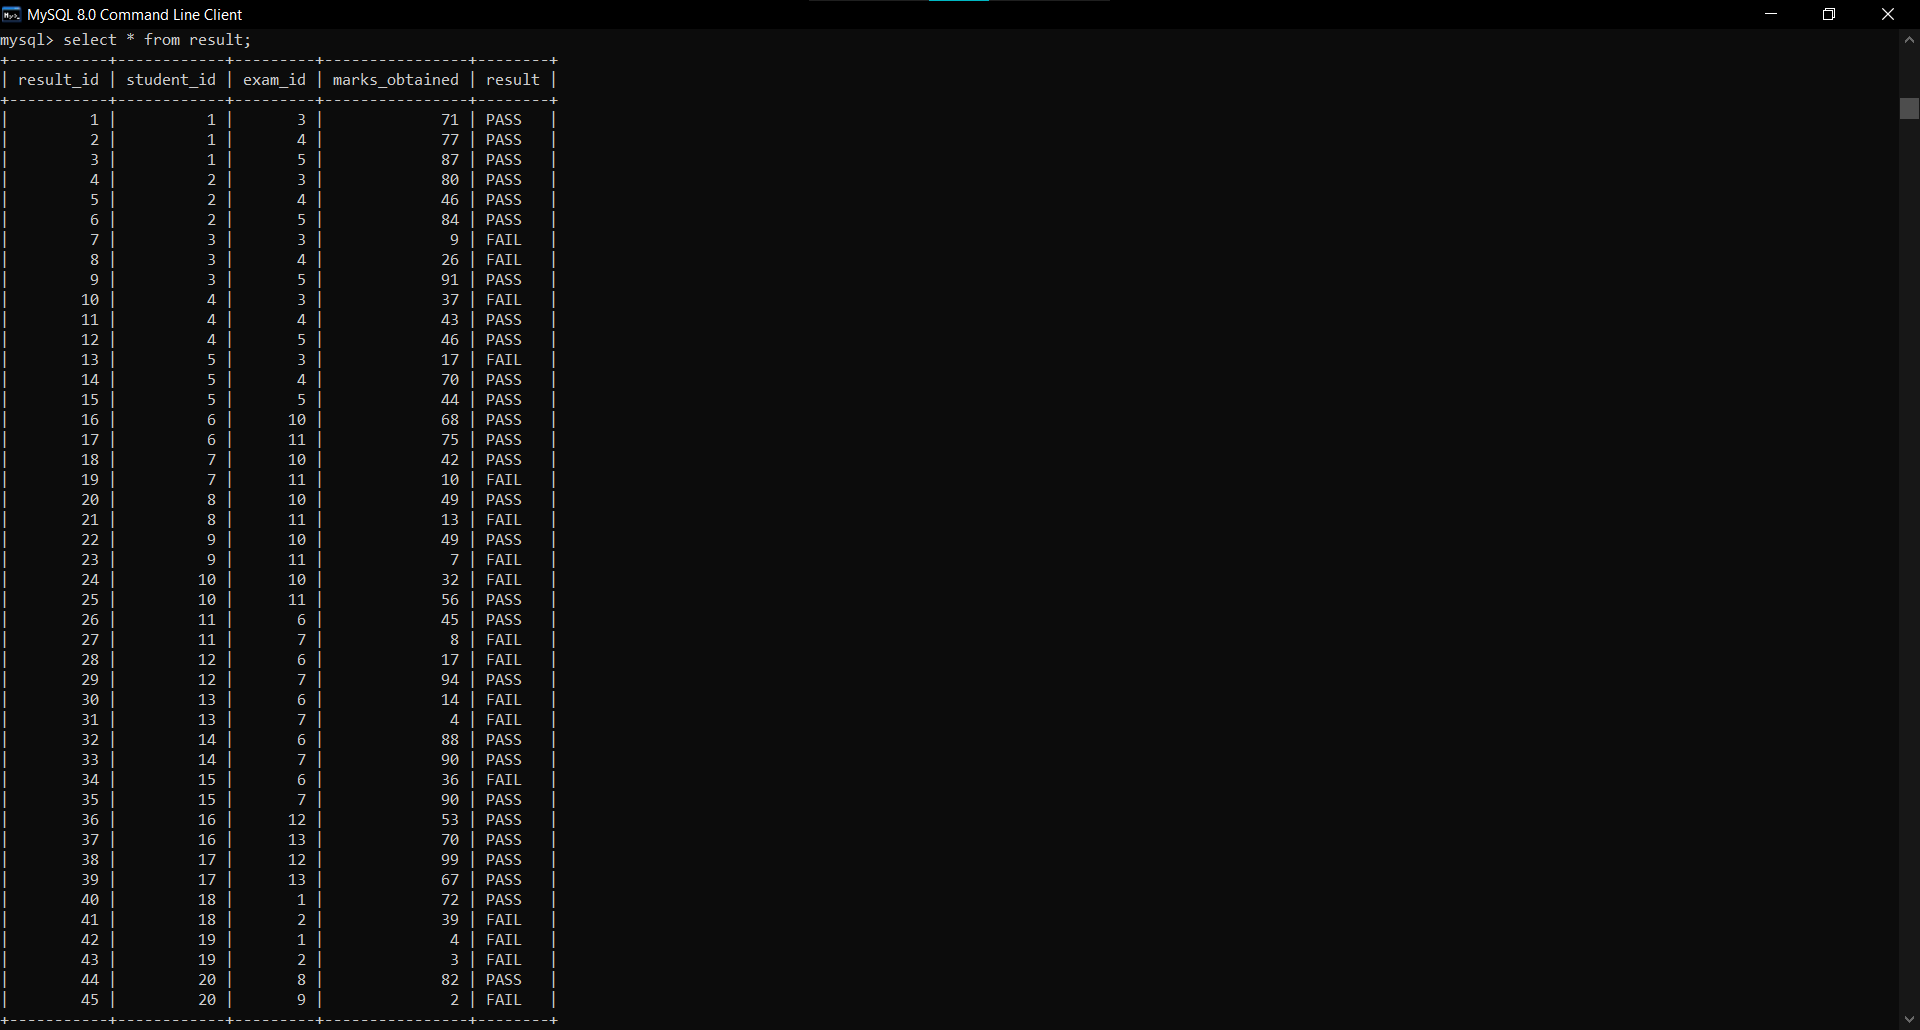 MySQL 8.0 Command Line Client
mysql> select * from result;
+-----------+------------+---------+----------------+--------+
| result_id | student_id | exam_id | marks_obtained | result |
+-----------+------------+---------+----------------+--------+
|         1 |          1 |       3 |             71 | PASS   |
|         2 |          1 |       4 |             77 | PASS   |
|         3 |          1 |       5 |             87 | PASS   |
|         4 |          2 |       3 |             80 | PASS   |
|         5 |          2 |       4 |             46 | PASS   |
|         6 |          2 |       5 |             84 | PASS   |
|         7 |          3 |       3 |              9 | FAIL   |
|         8 |          3 |       4 |             26 | FAIL   |
|         9 |          3 |       5 |             91 | PASS   |
|        10 |          4 |       3 |             37 | FAIL   |
|        11 |          4 |       4 |             43 | PASS   |
|        12 |          4 |       5 |             46 | PASS   |
|        13 |          5 |       3 |             17 | FAIL   |
|        14 |          5 |       4 |             70 | PASS   |
|        15 |          5 |       5 |             44 | PASS   |
|        16 |          6 |      10 |             68 | PASS   |
|        17 |          6 |      11 |             75 | PASS   |
|        18 |          7 |      10 |             42 | PASS   |
|        19 |          7 |      11 |             10 | FAIL   |
|        20 |          8 |      10 |             49 | PASS   |
|        21 |          8 |      11 |             13 | FAIL   |
|        22 |          9 |      10 |             49 | PASS   |
|        23 |          9 |      11 |              7 | FAIL   |
|        24 |         10 |      10 |             32 | FAIL   |
|        25 |         10 |      11 |             56 | PASS   |
|        26 |         11 |       6 |             45 | PASS   |
|        27 |         11 |       7 |              8 | FAIL   |
|        28 |         12 |       6 |             17 | FAIL   |
|        29 |         12 |       7 |             94 | PASS   |
|        30 |         13 |       6 |             14 | FAIL   |
|        31 |         13 |       7 |              4 | FAIL   |
|        32 |         14 |       6 |             88 | PASS   |
|        33 |         14 |       7 |             90 | PASS   |
|        34 |         15 |       6 |             36 | FAIL   |
|        35 |         15 |       7 |             90 | PASS   |
|        36 |         16 |      12 |             53 | PASS   |
|        37 |         16 |      13 |             70 | PASS   |
|        38 |         17 |      12 |             99 | PASS   |
|        39 |         17 |      13 |             67 | PASS   |
|        40 |         18 |       1 |             72 | PASS   |
|        41 |         18 |       2 |             39 | FAIL   |
|        42 |         19 |       1 |              4 | FAIL   |
|        43 |         19 |       2 |              3 | FAIL   |
|        44 |         20 |       8 |             82 | PASS   |
|        45 |         20 |       9 |              2 | FAIL   |
+-----------+------------+---------+----------------+--------+